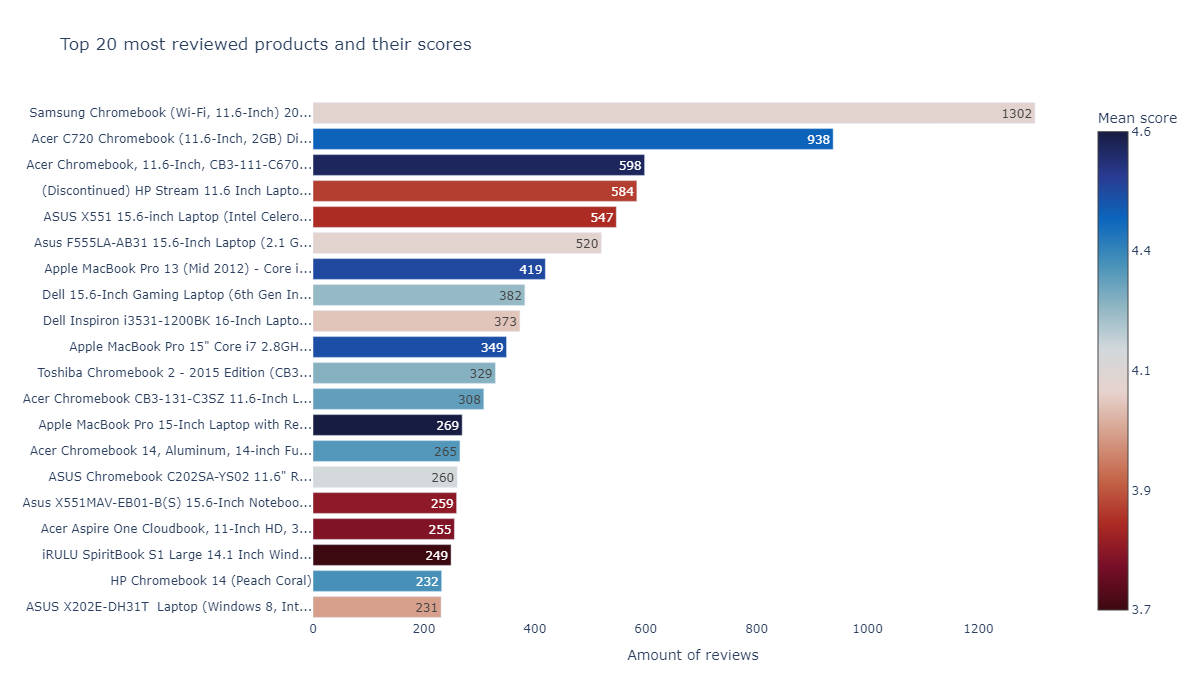 Top 20 most reviewed products and their scores
Samsung Chromebook (Wi-Fi, 11.6-Inch) 20... 1302
Acer C720 Chromebook (11.6-Inch, 2GB) Di... 938
Acer Chromebook, 11.6-Inch, CB3-111-C670... 598
(Discontinued) HP Stream 11.6 Inch Lapto... 584
ASUS X551 15.6-inch Laptop (Intel Celero... 547
Asus F555LA-AB31 15.6-Inch Laptop (2.1 G... 520
Apple MacBook Pro 13 (Mid 2012) - Core i... 419
Dell 15.6-Inch Gaming Laptop (6th Gen In... 382
Dell Inspiron i3531-1200BK 16-Inch Lapto... 373
Apple MacBook Pro 15" Core i7 2.8GH... 349
Toshiba Chromebook 2 - 2015 Edition (CB3... 329
Acer Chromebook CB3-131-C3SZ 11.6-Inch L... 308
Apple MacBook Pro 15-Inch Laptop with Re... 269
Acer Chromebook 14, Aluminum, 14-inch Fu... 265
ASUS Chromebook C202SA-YS02 11.6" R... 260
Asus X551MAV-EB01-B(S) 15.6-Inch Noteboo... 259
Acer Aspire One Cloudbook, 11-Inch HD, 3... 255
iRULU SpiritBook S1 Large 14.1 Inch Wind... 249
HP Chromebook 14 (Peach Coral) 232
ASUS X202E-DH31T  Laptop (Windows 8, Int... 231
0 200 400 600 800 1000 1200
Amount of reviews
Mean score
4.6
4.4
4.1
3.9
3.7